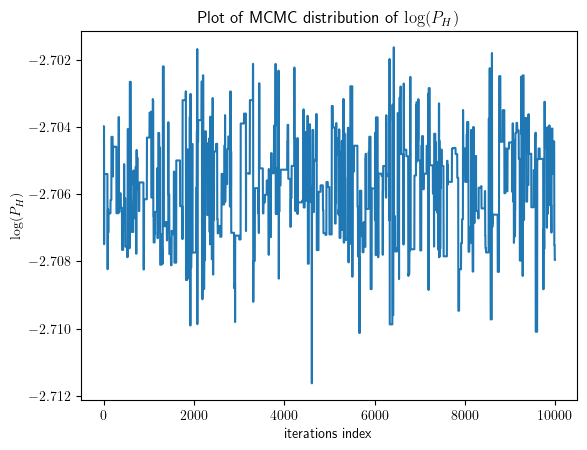 Plot of MCMC distribution of log(P_H)
log(P_H)
−2.702
−2.704
−2.706
−2.708
−2.710
−2.712
0 2000 4000 6000 8000 10000
iterations index